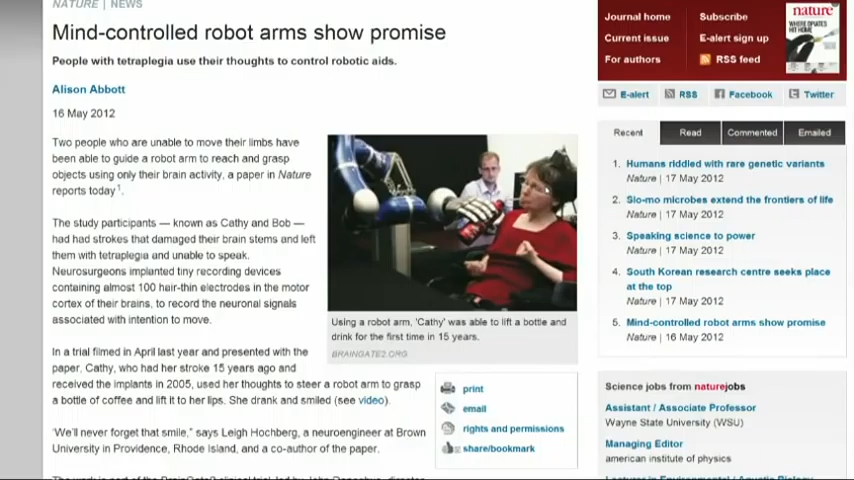 NATURE | NEWS
Mind-controlled robot arms show promise
People with tetraplegia use their thoughts to control robotic aids.
Alison Abbott
16 May 2012
Two people who are unable to move their limbs have
been able to guide a robot arm to reach and grasp
objects using only their brain activity, a paper in Nature
reports today1.
The study participants — known as Cathy and Bob —
had had strokes that damaged their brain stems and left
them with tetraplegia and unable to speak.
Neurosurgeons implanted tiny recording devices
containing almost 100 hair-thin electrodes in the motor
cortex of their brains, to record the neuronal signals
associated with intention to move.
In a trial filmed in April last year and presented with the
paper, Cathy, who had her stroke 15 years ago and
received the implants in 2005, used her thoughts to steer a robot arm to grasp
a bottle of coffee and lift it to her lips. She drank and smiled (see video).
'We'll never forget that smile," says Leigh Hochberg, a neuroengineer at Brown
University in Providence, Rhode Island, and a co-author of the paper.
Using a robot arm, 'Cathy' was able to lift a bottle and
drink for the first time in 15 years.
BRAINGATE2.ORG
print
email
rights and permissions
share/bookmark
Journal home
Subscribe
Current issue
E-alert sign up
For authors
RSS feed
nature
E-alert
RSS
Facebook
Twitter
Recent
Read
Commented
Emailed
1. Humans riddled with rare genetic variants
Nature | 17 May 2012
2. Slo-mo microbes extend the frontiers of life
Nature | 17 May 2012
3. Speaking science to power
Nature | 17 May 2012
4. South Korean research centre seeks place
at the top
Nature | 17 May 2012
5. Mind-controlled robot arms show promise
Nature | 16 May 2012
Science jobs from naturejobs
Assistant / Associate Professor
Wayne State University (WSU)
Managing Editor
american institute of physics